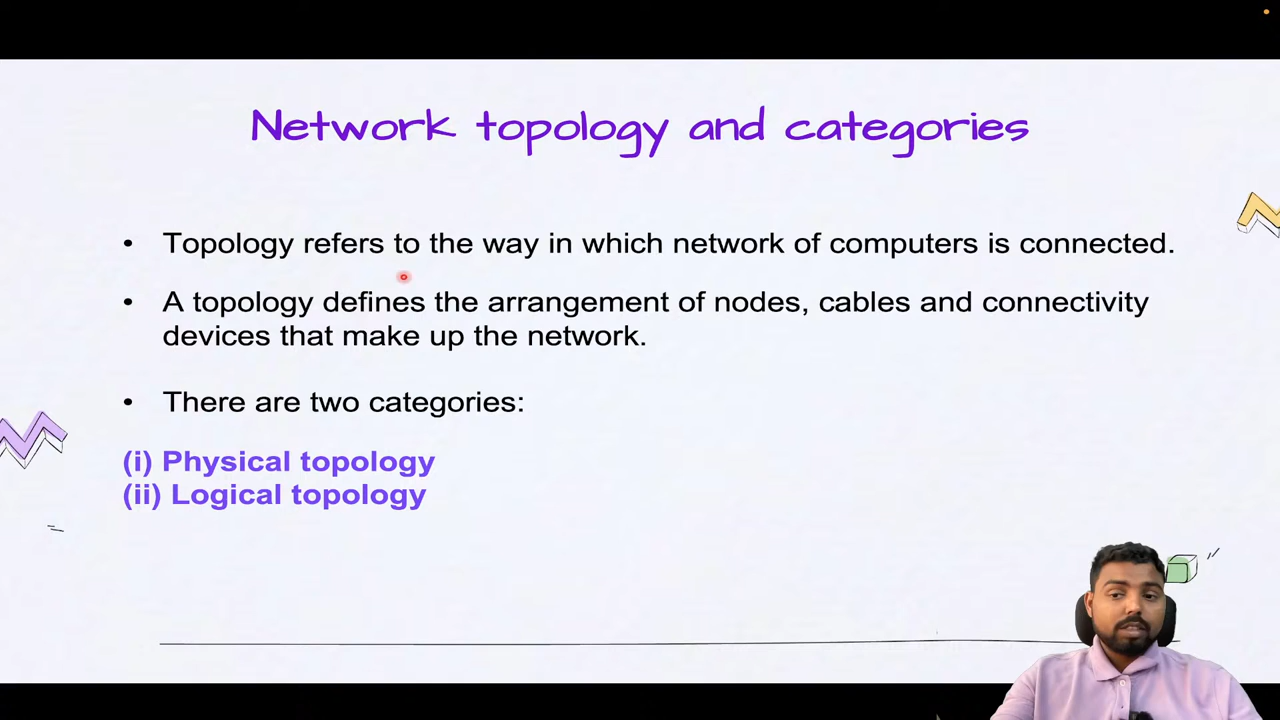 Network topology and categories
• Topology refers to the way in which network of computers is connected.
• A topology defines the arrangement of nodes, cables and connectivity
devices that make up the network.
• There are two categories:
(i) Physical topology
(ii) Logical topology